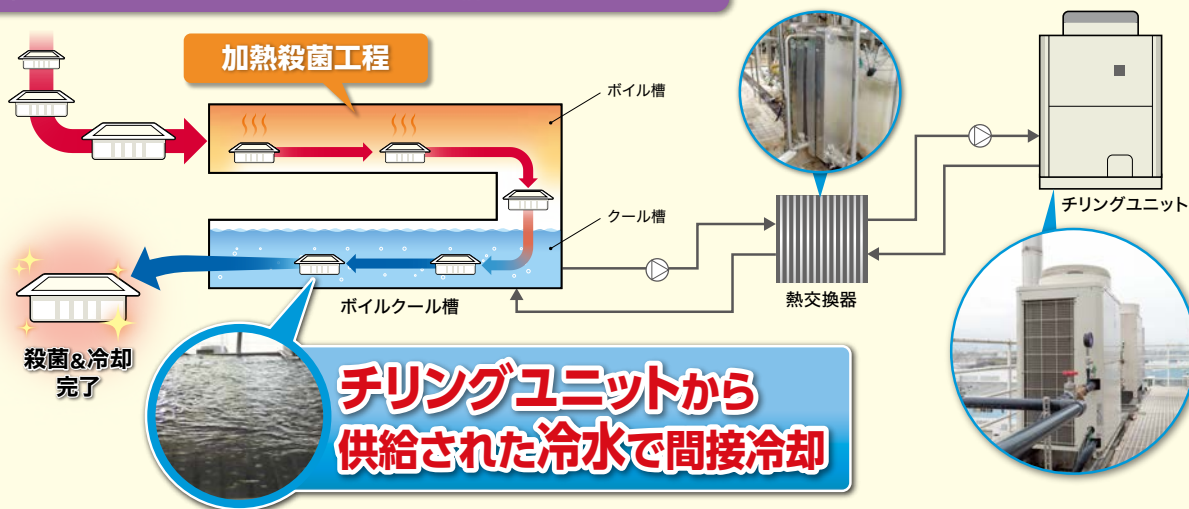 加熱殺菌工程
ボイル槽
クール槽
ボイルクール槽
熱交換器
チリングユニット
殺菌&冷却
完了
チリングユニットから
供給された冷水で間接冷却